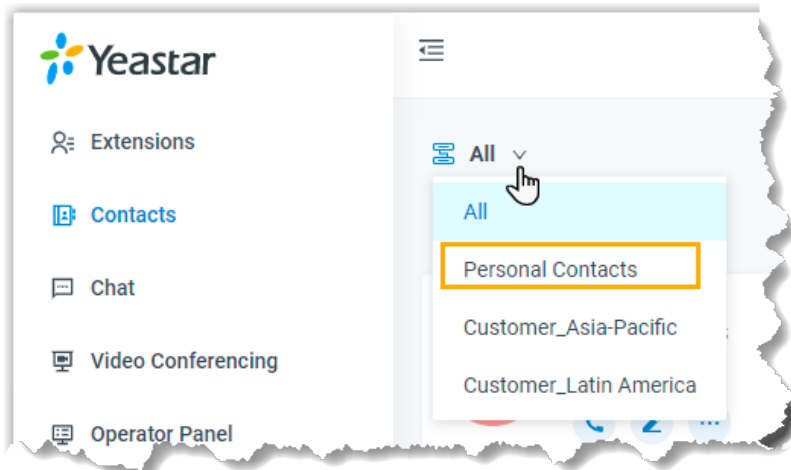 Yeastar
Extensions
Contacts
Chat
Video Conferencing
Operator Panel
All
All
Personal Contacts
Customer_Asia-Pacific
Customer_Latin America